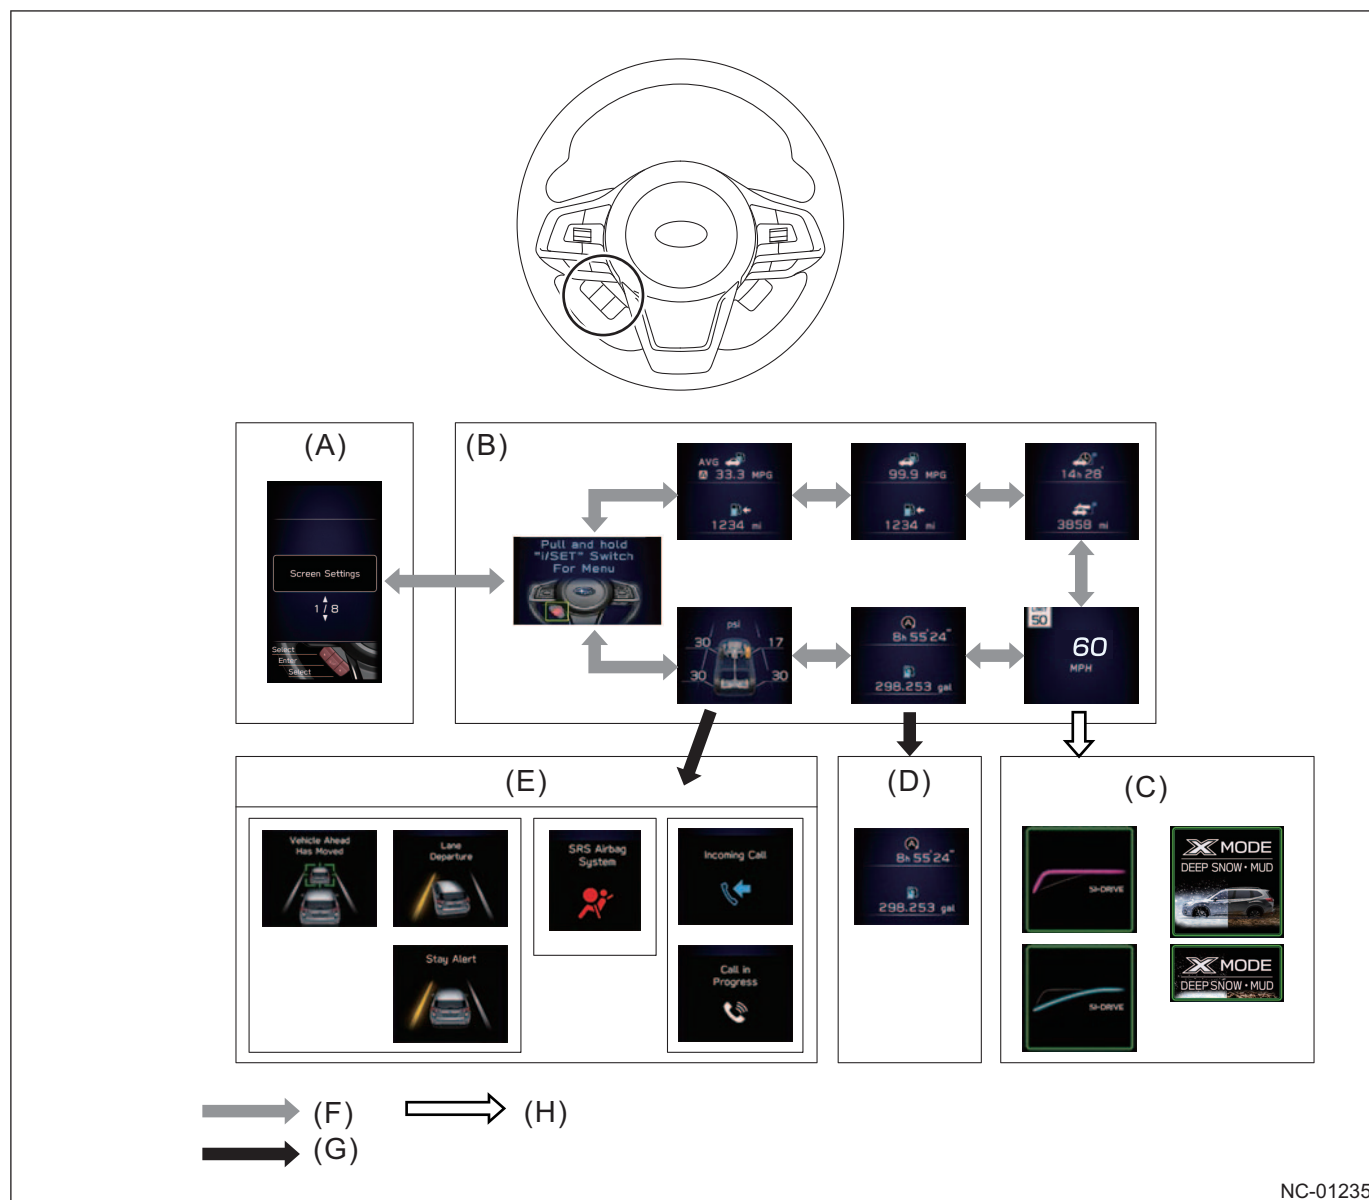 (A)
(B)
Screen Settings
1 / 8
Select
Enter
Select
Pull and hold
"i/SET" Switch
For Menu
AVG
A 33.3 MPG
1234 mi
99.9 MPG
1234 mi
14h 28'
3858 mi
psi
30 17
30 30
A
8h 55'24"
298.253 gal
LIMIT
50
60
MPH
(E)
Vehicle Ahead
Has Moved
Lane
Departure
Stay Alert
SRS Airbag
System
Incoming Call
Call in
Progress
(D)
A
8h 55'24"
298.253 gal
(C)
SI-DRIVE
X MODE
DEEP SNOW・MUD
SI-DRIVE
X MODE
DEEP SNOW・MUD
(F)
(H)
(G)
NC-01235